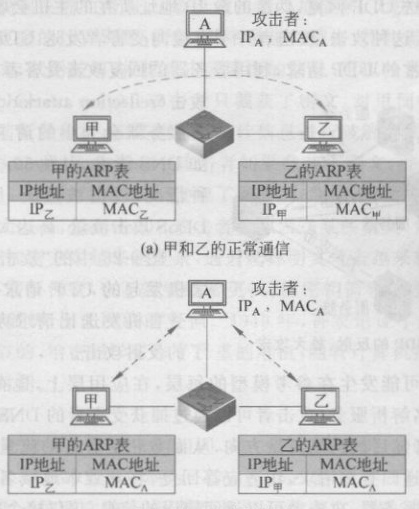 A
攻击者：
IPA，MACA
甲
乙
甲的ARP表
乙的ARP表
IP地址 MAC地址
IP地址 MAC地址
IP乙 MAC乙
IP甲 MAC甲
(a) 甲和乙的正常通信
A
攻击者：
IPA，MACA
甲
乙
甲的ARP表
乙的ARP表
IP地址 MAC地址
IP地址 MAC地址
IP乙 MACA
IP甲 MACA